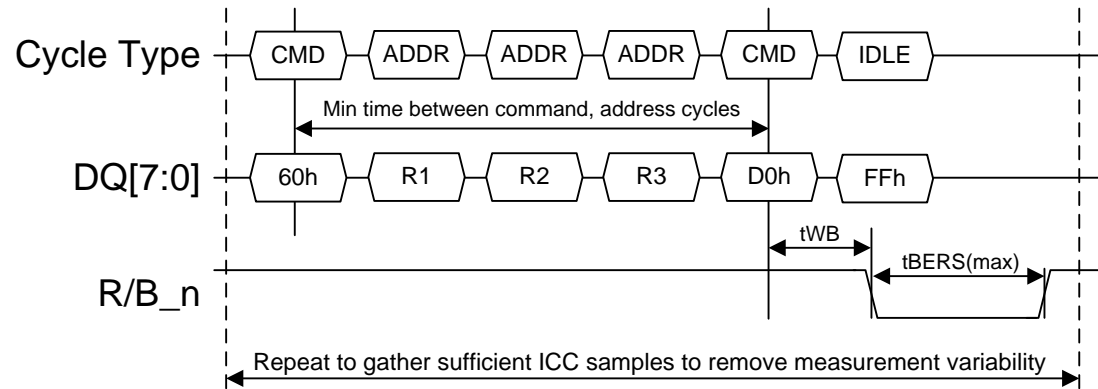 Cycle Type CMD ADDR ADDR ADDR CMD IDLE
Min time between command, address cycles
DQ[7:0] 60h R1 R2 R3 D0h FFh
tWB
tBERS(max)
R/B_n
Repeat to gather sufficient ICC samples to remove measurement variability